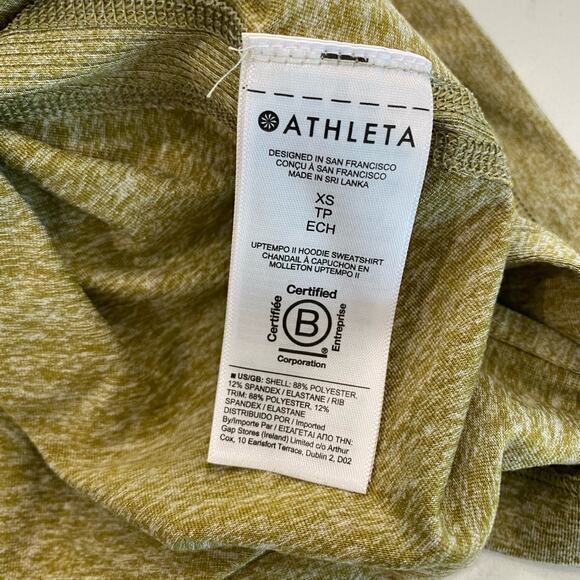 ATHLETA
DESIGNED IN SAN FRANCISCO
CONÇU À SAN FRANCISCO
MADE IN SRI LANKA
XS
TP
ECH
UPTEMPO II HOODIE SWEATSHIRT
CHANDAIL À CAPUCHON EN
MOLLETON UPTEMPO II
Certified
Certifiée
B
®
Entreprise
Corporation
■ US/GB: SHELL: 88% POLYESTER,
12% SPANDEX / ELASTANE / RIB
TRIM: 88% POLYESTER, 12%
SPANDEX / ELASTANE
DISTRIBUIDO POR / Imported
By/Importe Par / ΕΙΣΑΓΕΤΑΙ ΑΠΟ ΤΗΝ:
Gap Stores (Ireland) Limited c/o Arthur
Cox, 10 Earlsfort Terrace, Dublin 2, D02